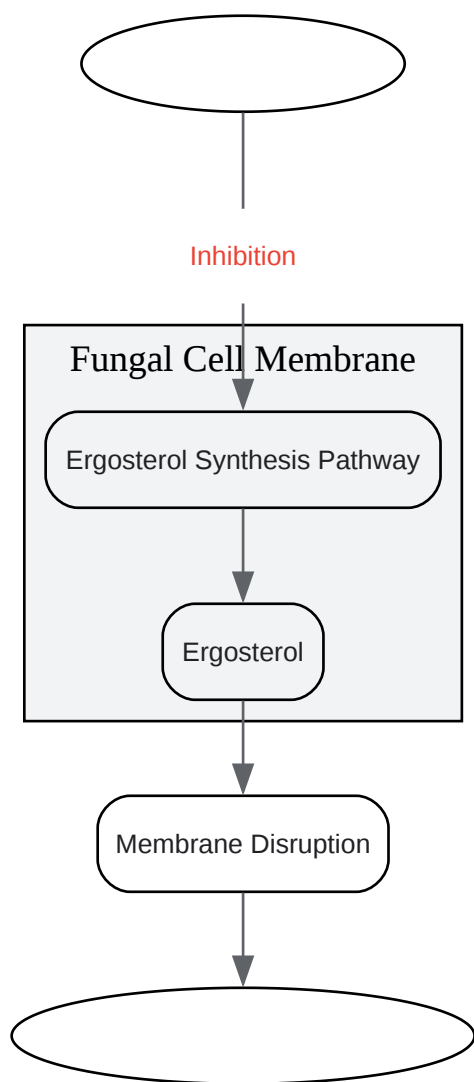 Inhibition
Fungal Cell Membrane
Ergosterol Synthesis Pathway
Ergosterol
Membrane Disruption